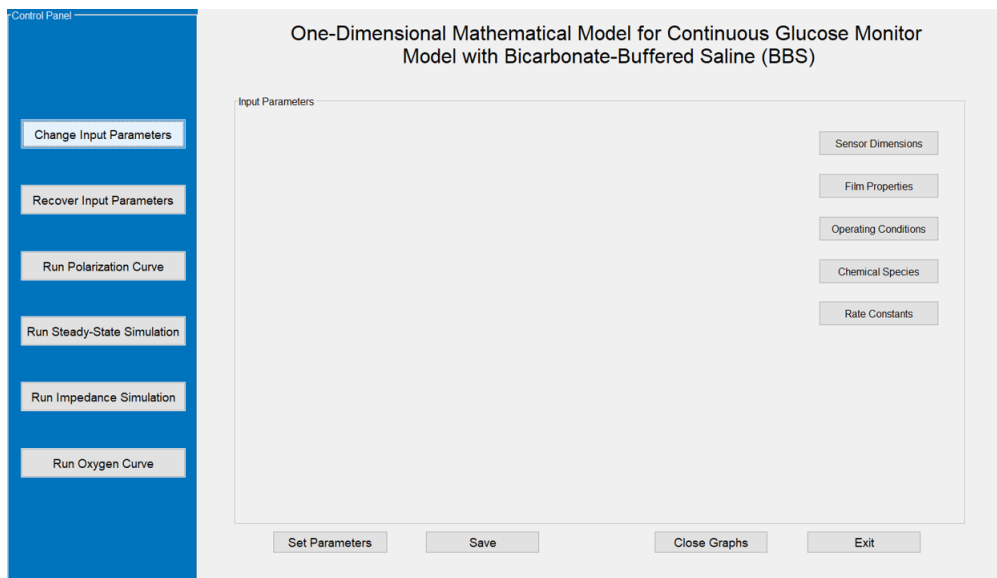 Control Panel
One-Dimensional Mathematical Model for Continuous Glucose Monitor
Model with Bicarbonate-Buffered Saline (BBS)
Input Parameters
Change Input Parameters
Recover Input Parameters
Run Polarization Curve
Run Steady-State Simulation
Run Impedance Simulation
Run Oxygen Curve
Sensor Dimensions
Film Properties
Operating Conditions
Chemical Species
Rate Constants
Set Parameters
Save
Close Graphs
Exit